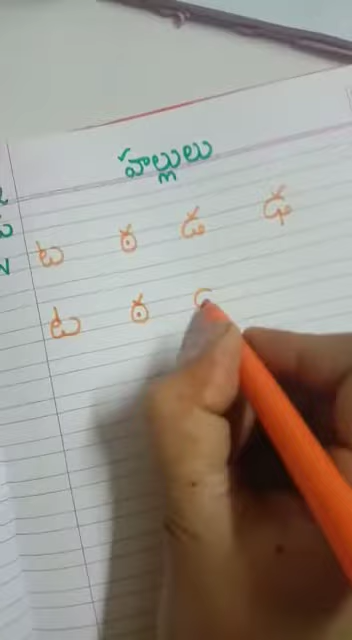 హల్లులు
ట ఠ డ ఢ
ట ఠ